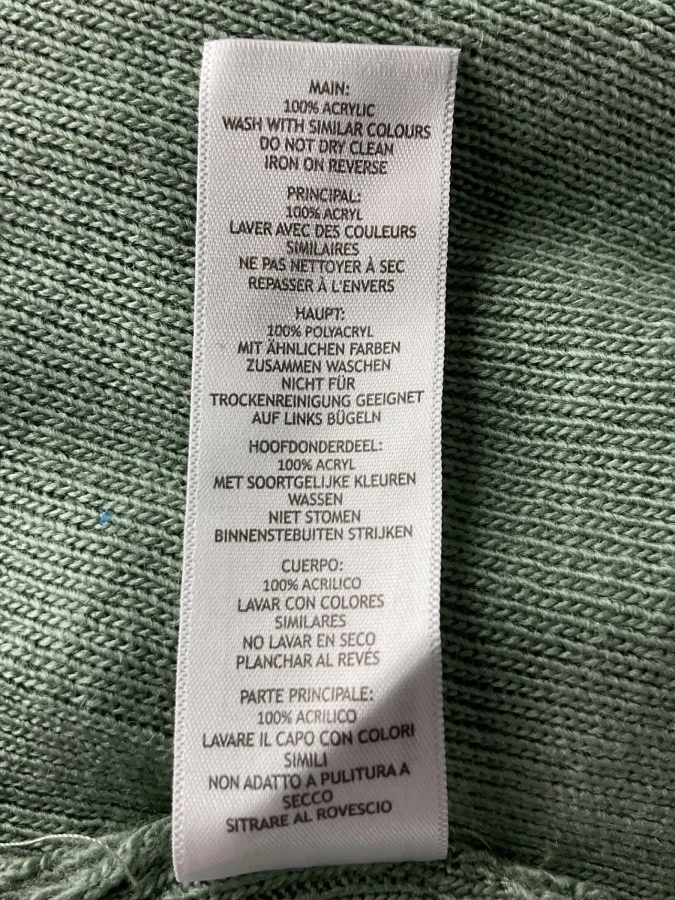 MAIN:
100% ACRYLIC
WASH WITH SIMILAR COLOURS
DO NOT DRY CLEAN
IRON ON REVERSE
PRINCIPAL:
100% ACRYL
LAVER AVEC DES COULEURS
SIMILAIRES
NE PAS NETTOYER À SEC
REPASSER À L'ENVERS
HAUPT:
100% POLYACRYL
MIT ÄHNLICHEN FARBEN
ZUSAMMEN WASCHEN
NICHT FÜR
TROCKENREINIGUNG GEEIGNET
AUF LINKS BÜGELN
HOOFDONDERDEEL:
100% ACRYL
MET SOORTGELIJKE KLEUREN
WASSEN
NIET STOMEN
BINNENSTEBUITEN STRIJKEN
CUERPO:
100% ACRILICO
LAVAR CON COLORES
SIMILARES
NO LAVAR EN SECO
PLANCHAR AL REVÉS
PARTE PRINCIPALE:
100% ACRILICO
LAVARE IL CAPO CON COLORI
SIMILI
NON ADATTO A PULITURA A
SECCO
SITRARE AL ROVESCIO